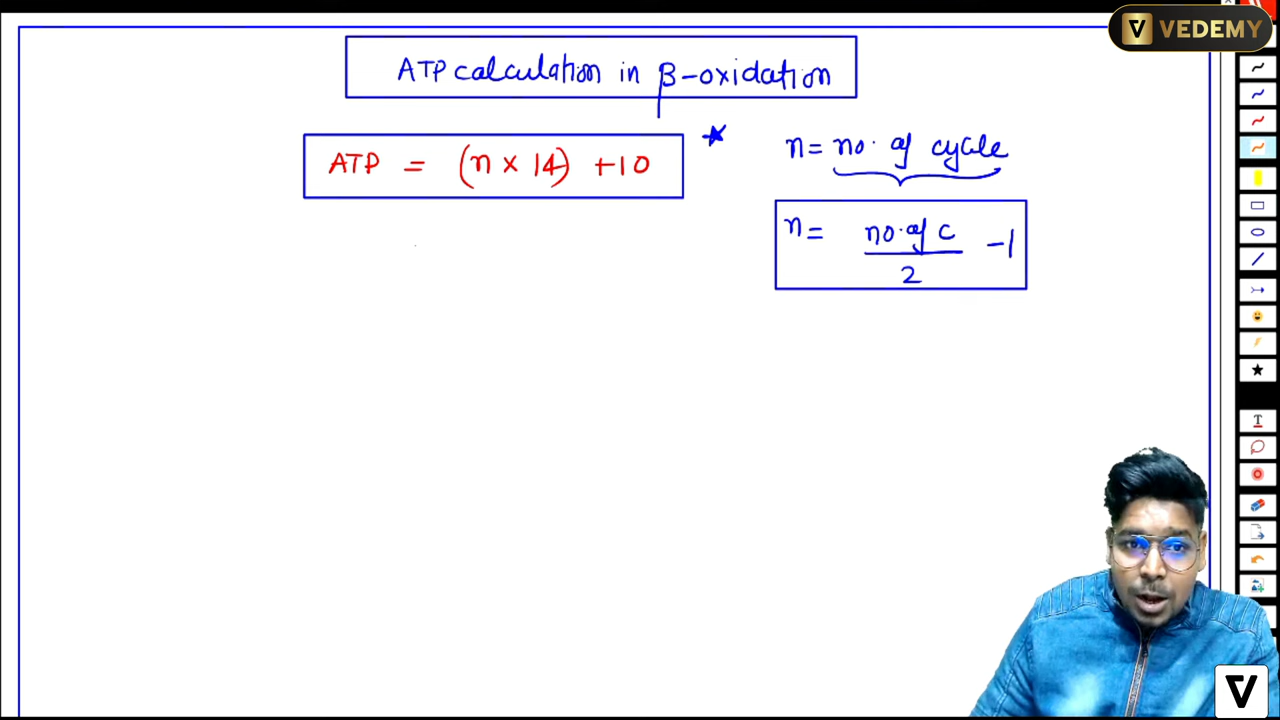 VEDEMY
ATP calculation in β-oxidation
ATP = (n × 14) + 10
n = no. of cycle
n = no. of C / 2 - 1
T